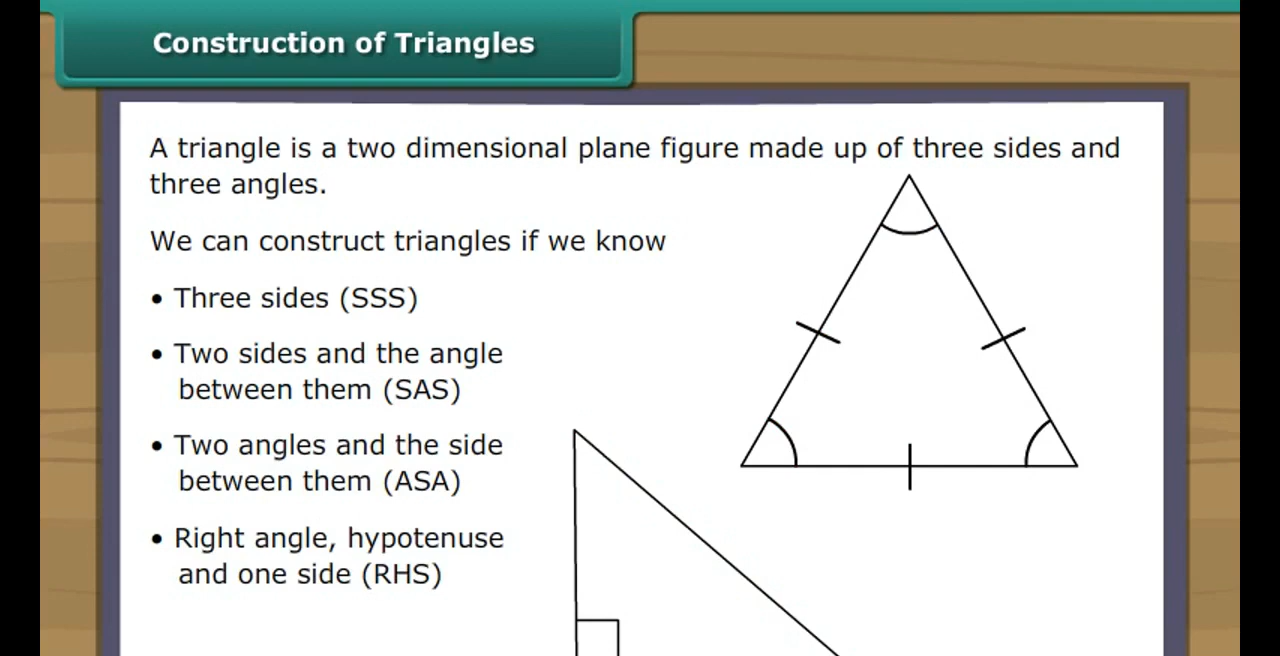 Construction of Triangles
A triangle is a two dimensional plane figure made up of three sides and
three angles.
We can construct triangles if we know
• Three sides (SSS)
• Two sides and the angle
between them (SAS)
• Two angles and the side
between them (ASA)
• Right angle, hypotenuse
and one side (RHS)